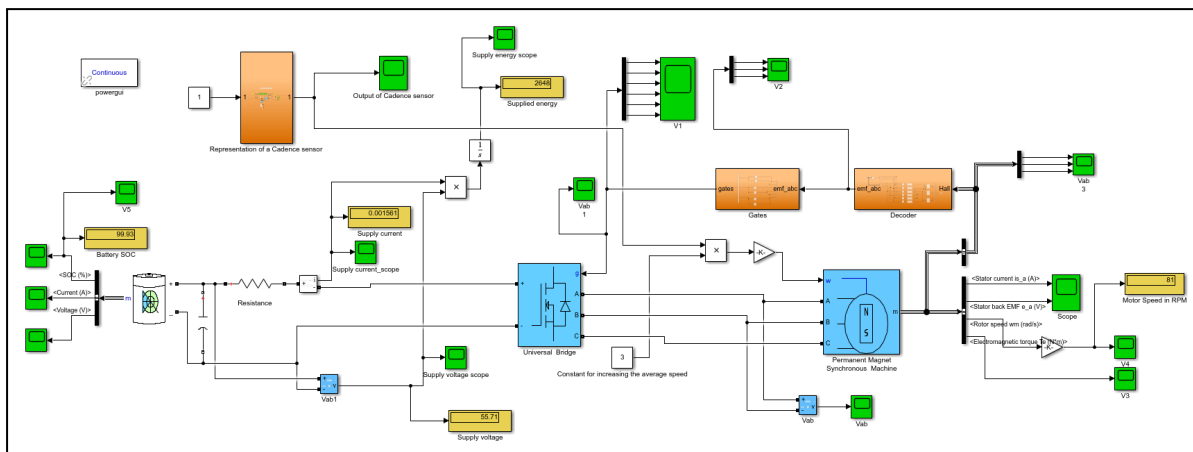 Continuous
powergui
1
1
1
Representation of a Cadence sensor
Output of Cadence sensor
Supply energy scope
2648
Supplied energy
1
s
×
V1
V2
Vab
3
gates
emf_abc
Gates
emf_abc
Hall
Decoder
Vab
1
V5
99.93
Battery SOC
<SOC (%)>
<Current (A)>
<Voltage (V)>
m
+
−
Resistance
+
-
i
0.001561
Supply current
Supply current_scope
×
-K-
g
+
-
A
B
C
Universal Bridge
w
A
B
C
N
S
m
Permanent Magnet
Synchronous Machine
<Stator current is_a (A)>
<Stator back EMF e_a (V)>
<Rotor speed wm (rad/s)>
<Electromagnetic torque Te (N*m)>
Scope
81
Motor Speed in RPM
-K-
V4
V3
3
Constant for increasing the average speed
+
-
v
Vab1
Supply voltage scope
55.71
Supply voltage
+
-
v
Vab
Vab